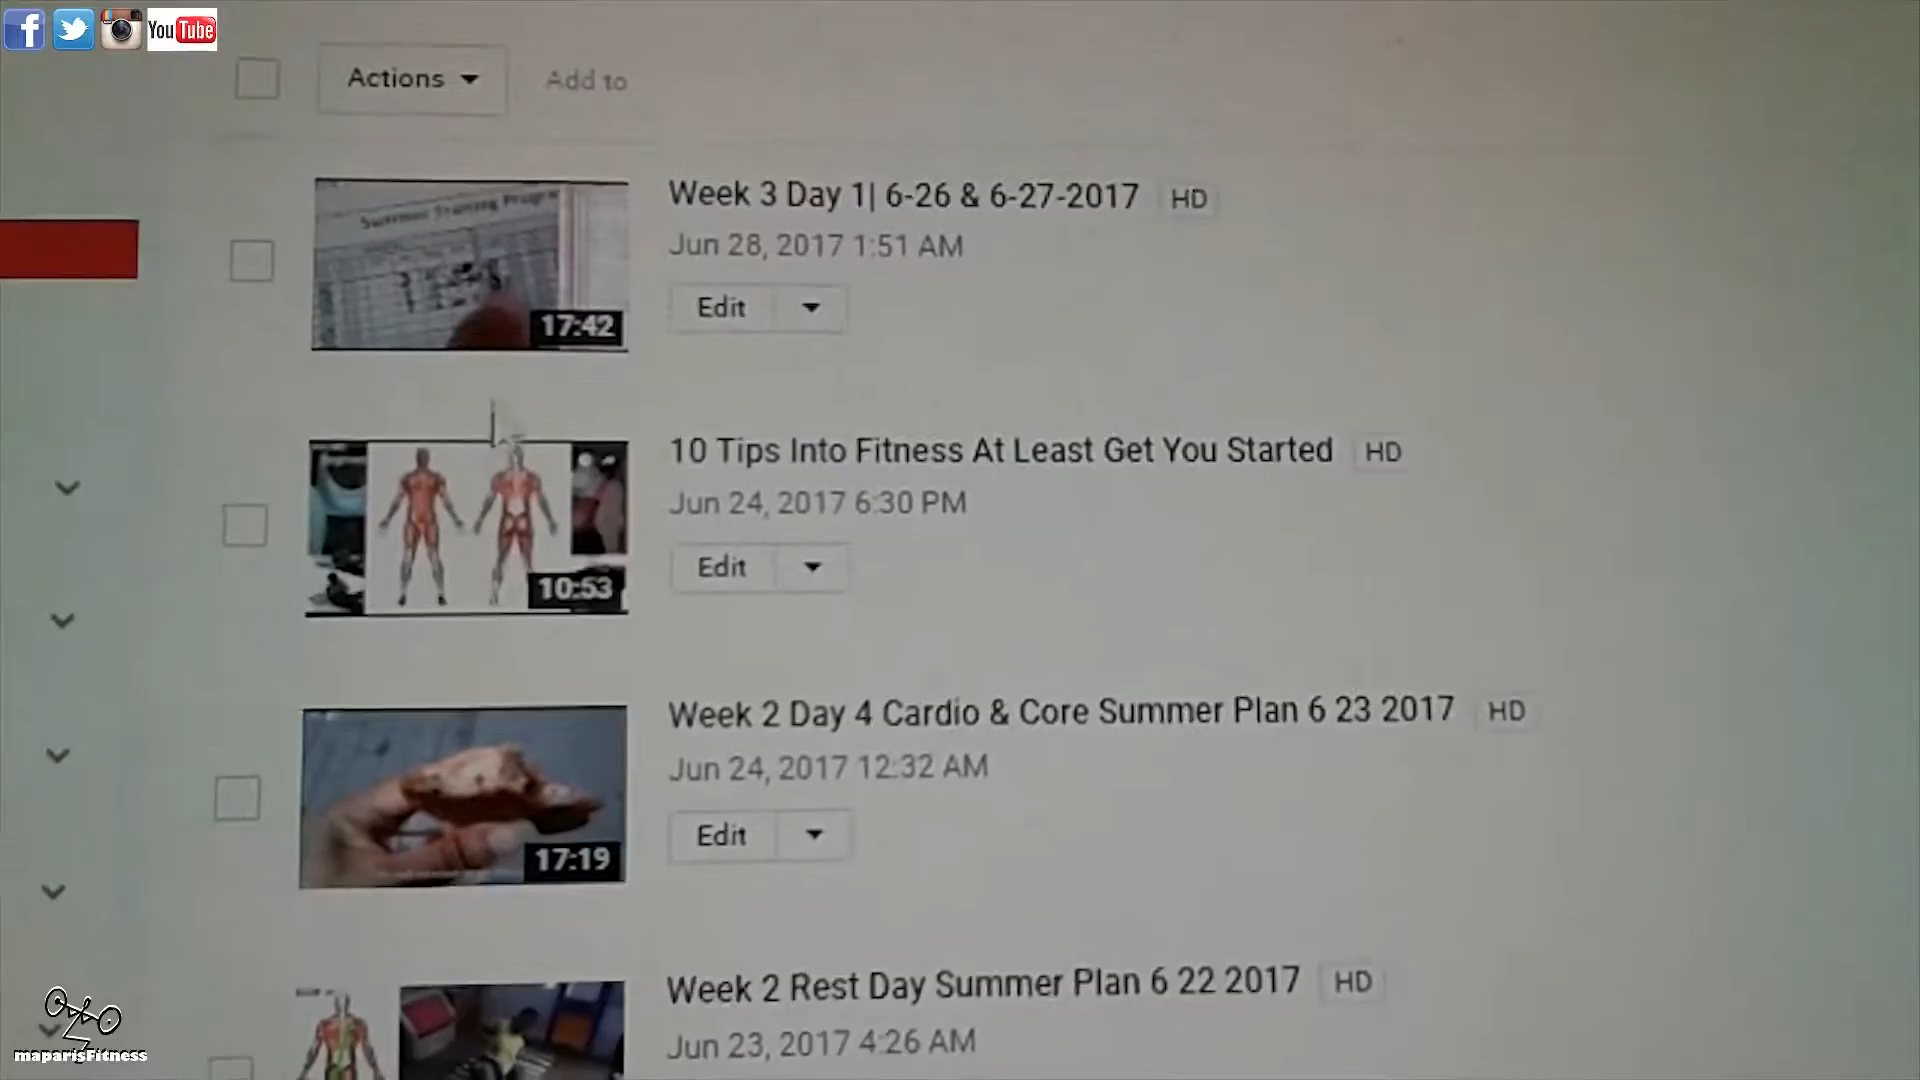 You Tube
Actions
Add to
Summer Training Progr
17:42
Week 3 Day 1| 6-26 & 6-27-2017 HD
Jun 28, 2017 1:51 AM
Edit
10:53
10 Tips Into Fitness At Least Get You Started HD
Jun 24, 2017 6:30 PM
Edit
17:19
Week 2 Day 4 Cardio & Core Summer Plan 6 23 2017 HD
Jun 24, 2017 12:32 AM
Edit
Week 2 Rest Day Summer Plan 6 22 2017 HD
Jun 23, 2017 4:26 AM
maparisFitness